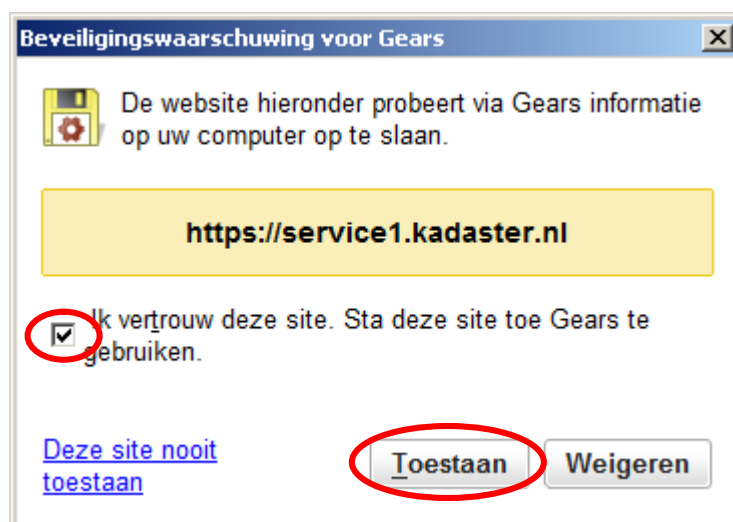 Beveiligingswaarschuwing voor Gears
De website hieronder probeert via Gears informatie
op uw computer op te slaan.
https://service1.kadaster.nl
Ik vertrouw deze site. Sta deze site toe Gears te
gebruiken.
Deze site nooit
toestaan
Toestaan
Weigeren